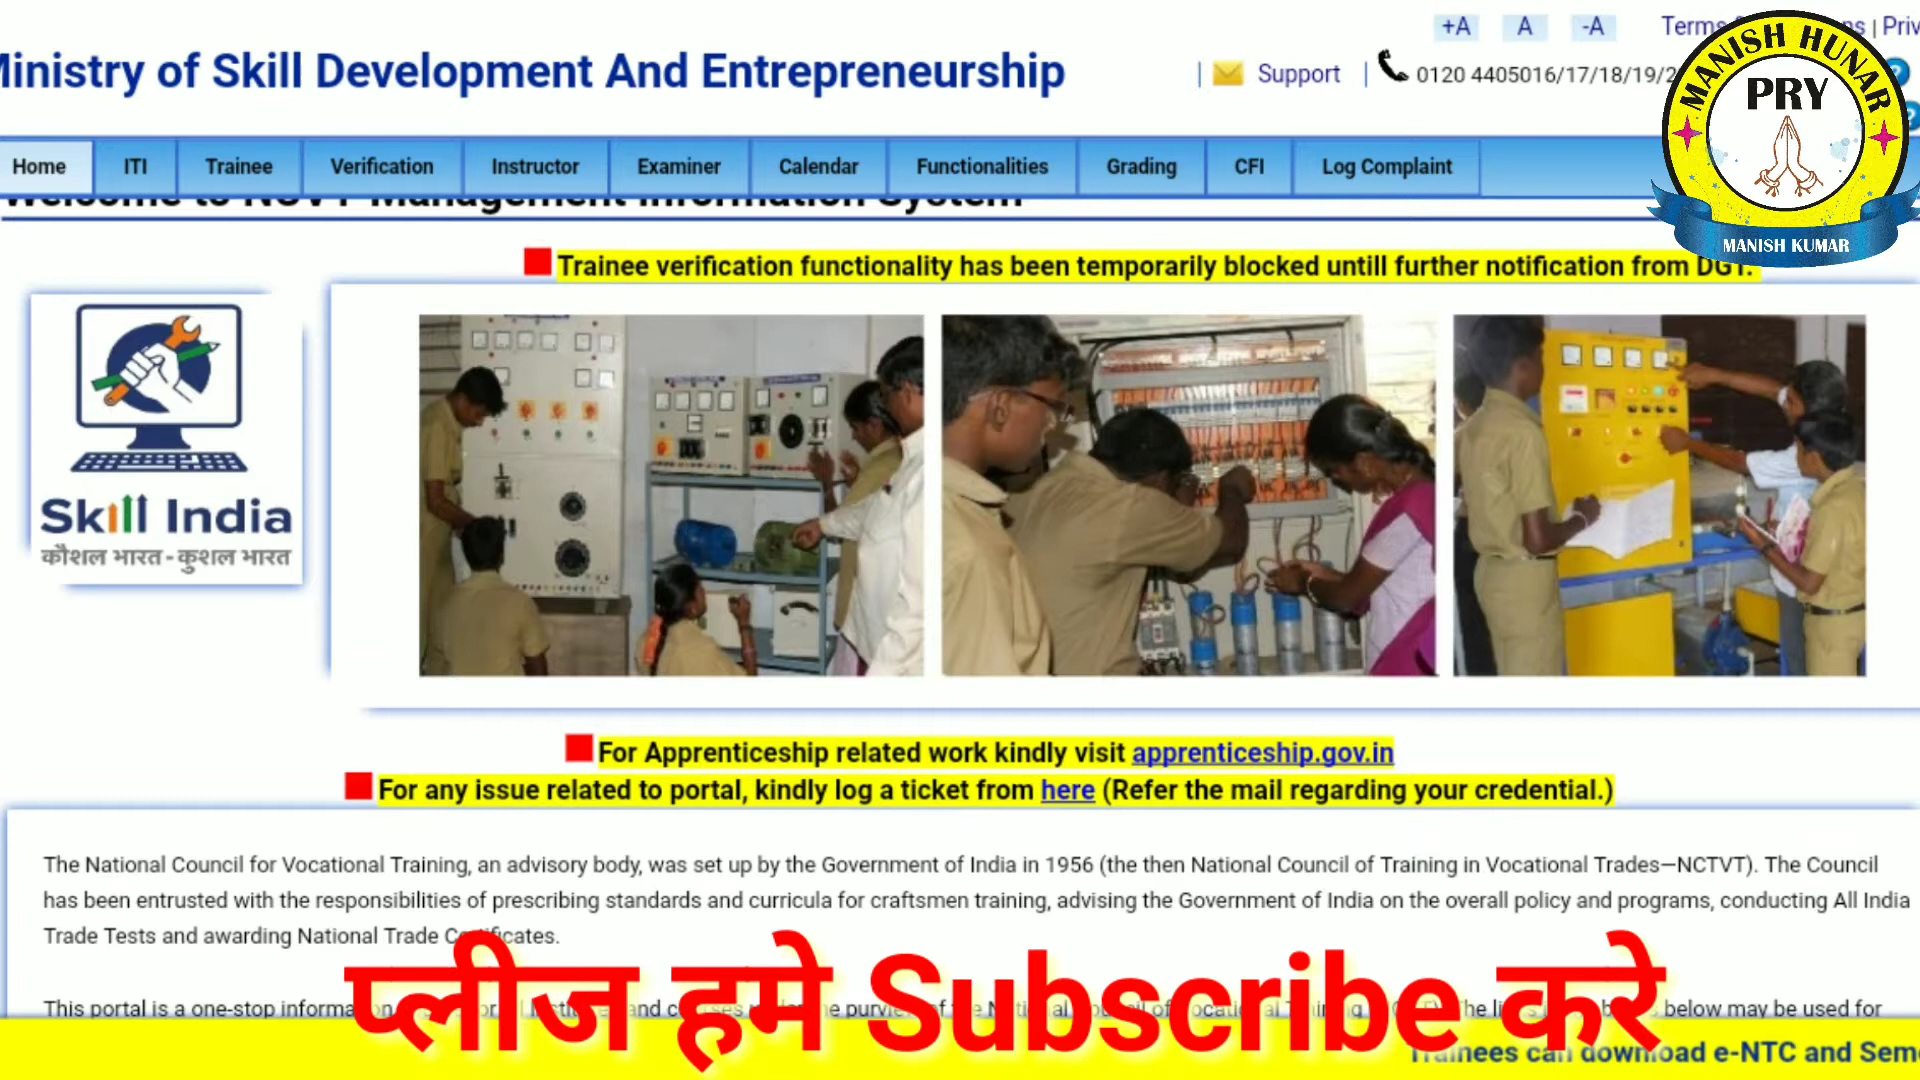 +A A -A Terms
Ministry of Skill Development And Entrepreneurship
Support 0120 4405016/17/18/19/2
MANISH HUNAR
PRY
MANISH KUMAR
Home ITI Trainee Verification Instructor Examiner Calendar Functionalities Grading CFI Log Complaint
Welcome to NCVT Management Information System
Trainee verification functionality has been temporarily blocked untill further notification from DGT.
Skill India
कौशल भारत - कुशल भारत
For Apprenticeship related work kindly visit apprenticeship.gov.in
For any issue related to portal, kindly log a ticket from here (Refer the mail regarding your credential.)
The National Council for Vocational Training, an advisory body, was set up by the Government of India in 1956 (the then National Council of Training in Vocational Trades—NCTVT). The Council
has been entrusted with the responsibilities of prescribing standards and curricula for craftsmen training, advising the Government of India on the overall policy and programs, conducting All India
Trade Tests and awarding National Trade Certificates.
This portal is a one-stop below may be used for
प्लीज हमे Subscribe करे
Trainees can download e-NTC and Sem